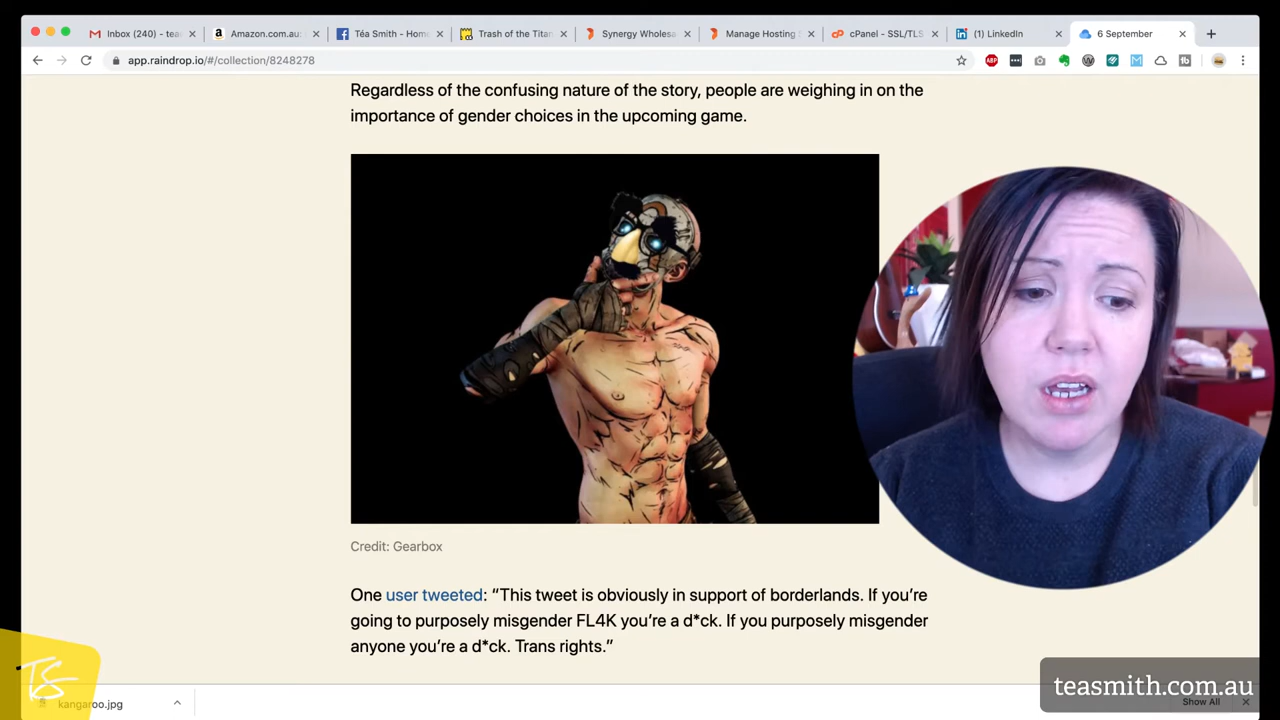 Inbox (240) - tea
Amazon.com.au:
Téa Smith - Hom
Trash of the Titan
Synergy Wholesa
Manage Hosting
cPanel - SSL/TLS
(1) LinkedIn
6 September
app.raindrop.io/#/collection/8248278
ABP
Regardless of the confusing nature of the story, people are weighing in on the
importance of gender choices in the upcoming game.
Credit: Gearbox
One user tweeted: “This tweet is obviously in support of borderlands. If you’re
going to purposely misgender FL4K you’re a d*ck. If you purposely misgender
anyone you’re a d*ck. Trans rights.”
TS
teasmith.com.au
kangaroo.jpg
Show All